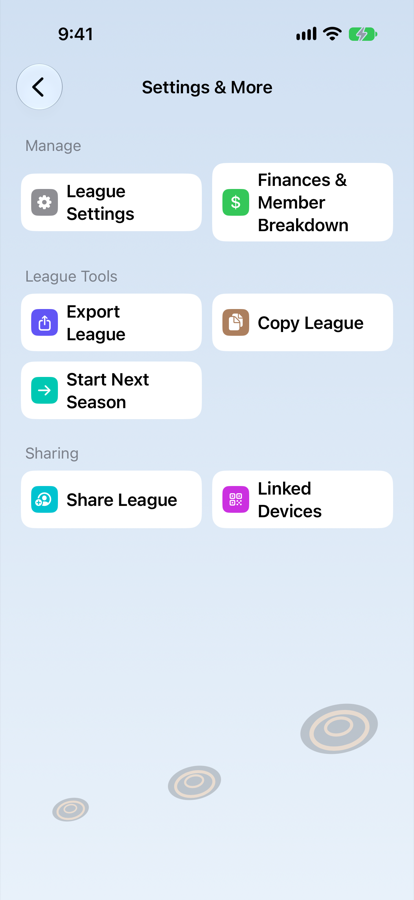 9:41
Settings & More
Manage
League
Settings
Finances &
Member
Breakdown
League Tools
Export
League
Copy League
Start Next
Season
Sharing
Share League
Linked
Devices